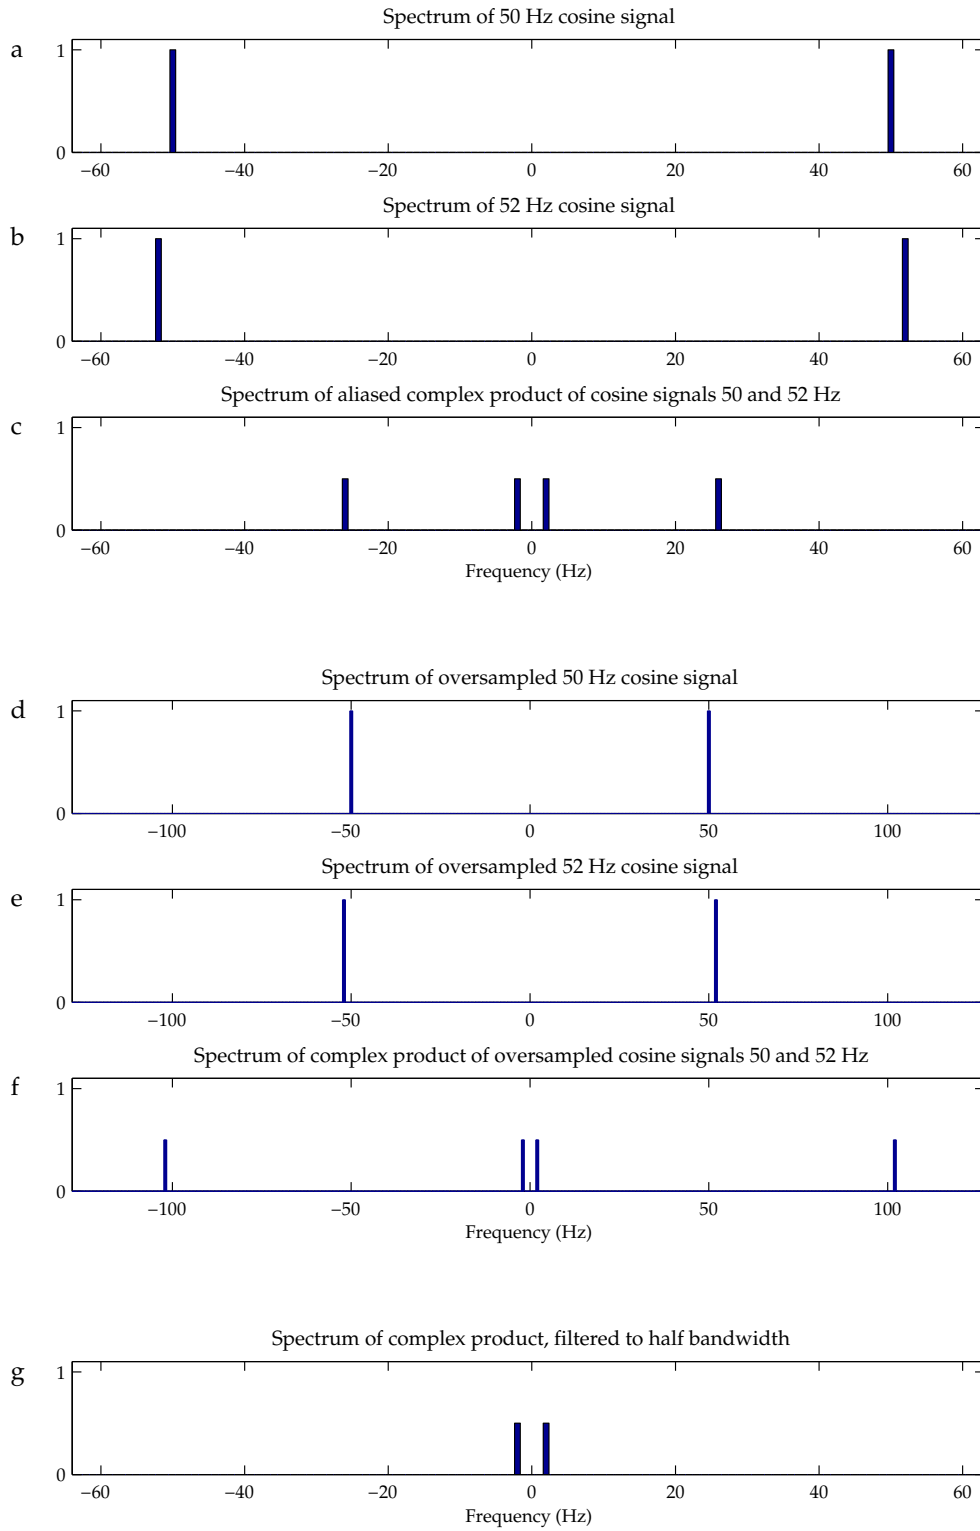 Spectrum of 50 Hz cosine signal
a
1
0
−60 −40 −20 0 20 40 60
Spectrum of 52 Hz cosine signal
b
1
0
−60 −40 −20 0 20 40 60
Spectrum of aliased complex product of cosine signals 50 and 52 Hz
c
1
0
−60 −40 −20 0 20 40 60
Frequency (Hz)
Spectrum of oversampled 50 Hz cosine signal
d
1
0
−100 −50 0 50 100
Spectrum of oversampled 52 Hz cosine signal
e
1
0
−100 −50 0 50 100
Spectrum of complex product of oversampled cosine signals 50 and 52 Hz
f
1
0
−100 −50 0 50 100
Frequency (Hz)
Spectrum of complex product, filtered to half bandwidth
g
1
0
−60 −40 −20 0 20 40 60
Frequency (Hz)